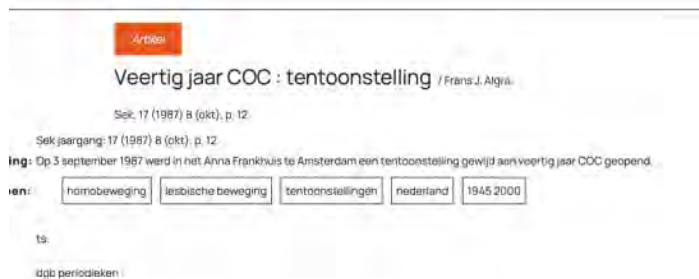 Artikel
Veertig jaar COC : tentoonstelling / Frans J. Algra.
Sek, 17 (1987) 8 (okt), p. 12
Sek jaargang: 17 (1987) 8 (okt), p. 12
ing: Op 3 september 1987 werd in het Anna Frankhuis te Amsterdam een tentoonstelling gewijd aan veertig jaar COC geopend.
en: homobeweging lesbische beweging tentoonstellingen nederland 1945 2000
ts:
dgb periodieken